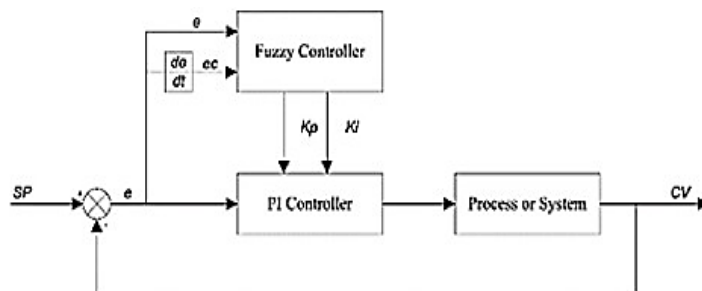 e
Fuzzy Controller
de
dt
ec
Kp Ki
SP
e
PI Controller
Process or System
CV